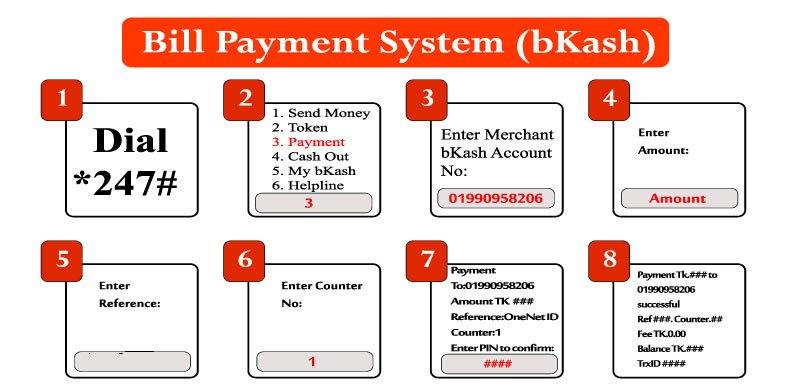 Bill Payment System (bKash)
1
Dial
*247#
2
1. Send Money
2. Token
3. Payment
4. Cash Out
5. My bKash
6. Helpline
3
3
Enter Merchant
bKash Account
No:
01990958206
4
Enter
Amount:
Amount
5
Enter
Reference:
6
Enter Counter
No:
1
7
Payment
To:01990958206
Amount TK ###
Reference:OneNet ID
Counter:1
Enter PIN to confirm:
####
8
Payment Tk.### to
01990958206
successful
Ref ###. Counter.##
Fee TK.0.00
Balance TK.###
TrxID ####